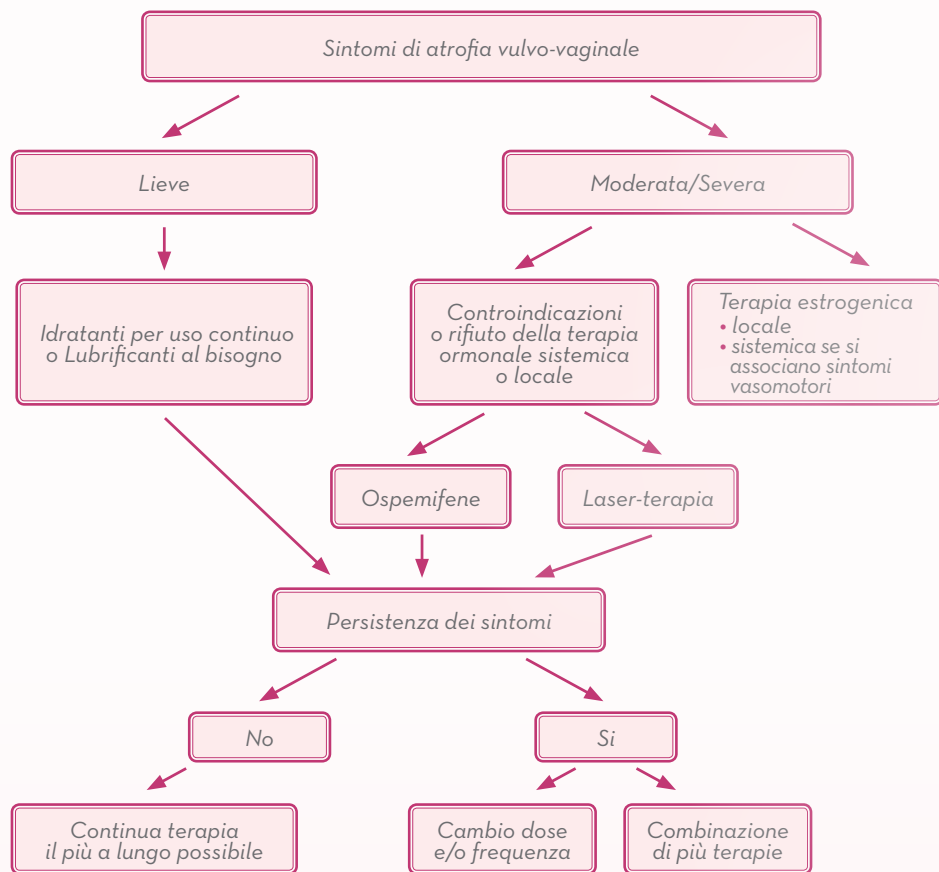 Sintomi di atrofia vulvo-vaginale
Lieve
Moderata/Severa
Idratanti per uso continuo
o Lubrificanti al bisogno
Controindicazioni
o rifiuto della terapia
ormonale sistemica
o locale
Terapia estrogenica
• locale
• sistemica se si
associano sintomi
vasomotori
Ospemifene
Laser-terapia
Persistenza dei sintomi
No
Si
Continua terapia
il più a lungo possibile
Cambio dose
e/o frequenza
Combinazione
di più terapie